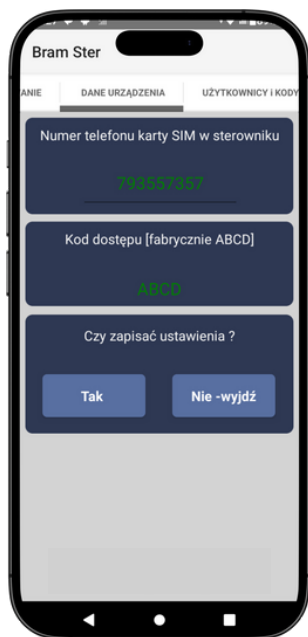 Bram Ster
ANIE DANE URZĄDZENIA UŻYTKOWNICY i KODY
Numer telefonu karty SIM w sterowniku
793557357
Kod dostępu [fabrycznie ABCD]
ABCD
Czy zapisać ustawienia ?
Tak Nie -wyjdź